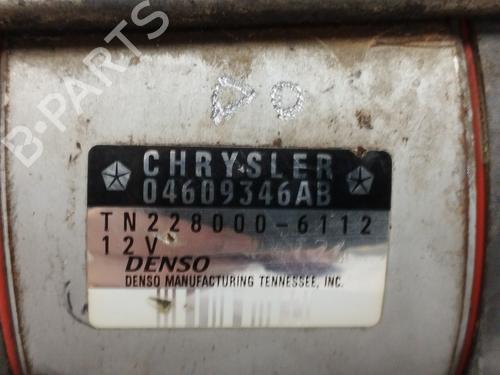 B-PARTS
CHRYSLER
04609346AB
TN228000-6112
12V
DENSO
DENSO MANUFACTURING TENNESSEE, INC.